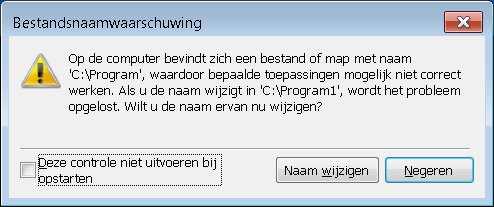 Bestandsnaamwaarschuwing
Op de computer bevindt zich een bestand of map met naam
'C:\Program', waardoor bepaalde toepassingen mogelijk niet correct
werken. Als u de naam wijzigt in 'C:\Program1', wordt het probleem
opgelost. Wilt u de naam ervan nu wijzigen?
Deze controle niet uitvoeren bij
opstarten
Naam wijzigen
Negeren